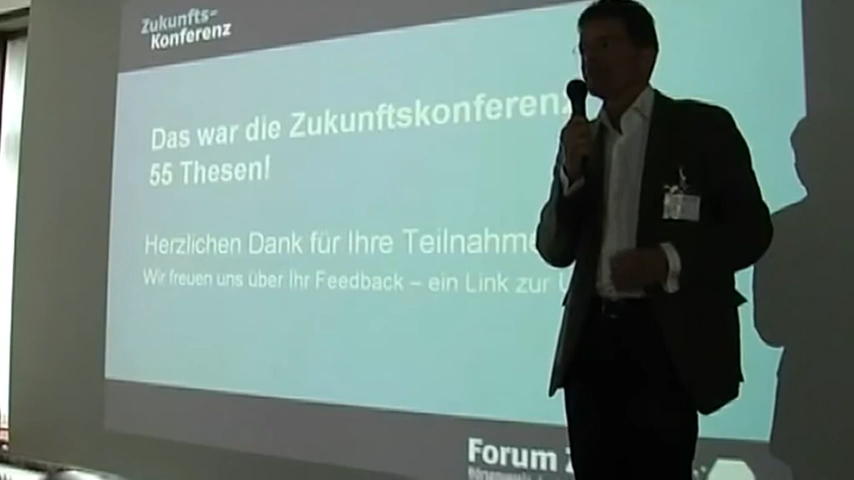 Zukunfts-
Konferenz
Das war die Zukunftskonferenz
55 Thesen!
Herzlichen Dank für Ihre Teilnahme
Wir freuen uns über Ihr Feedback – ein Link zur
Forum